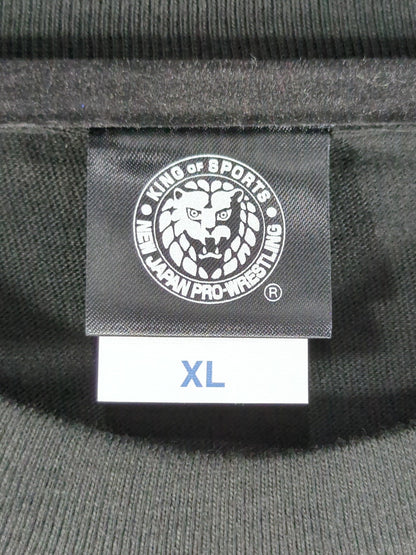 KING OF SPORTS
• NEW JAPAN PRO-WRESTLING •
®
XL